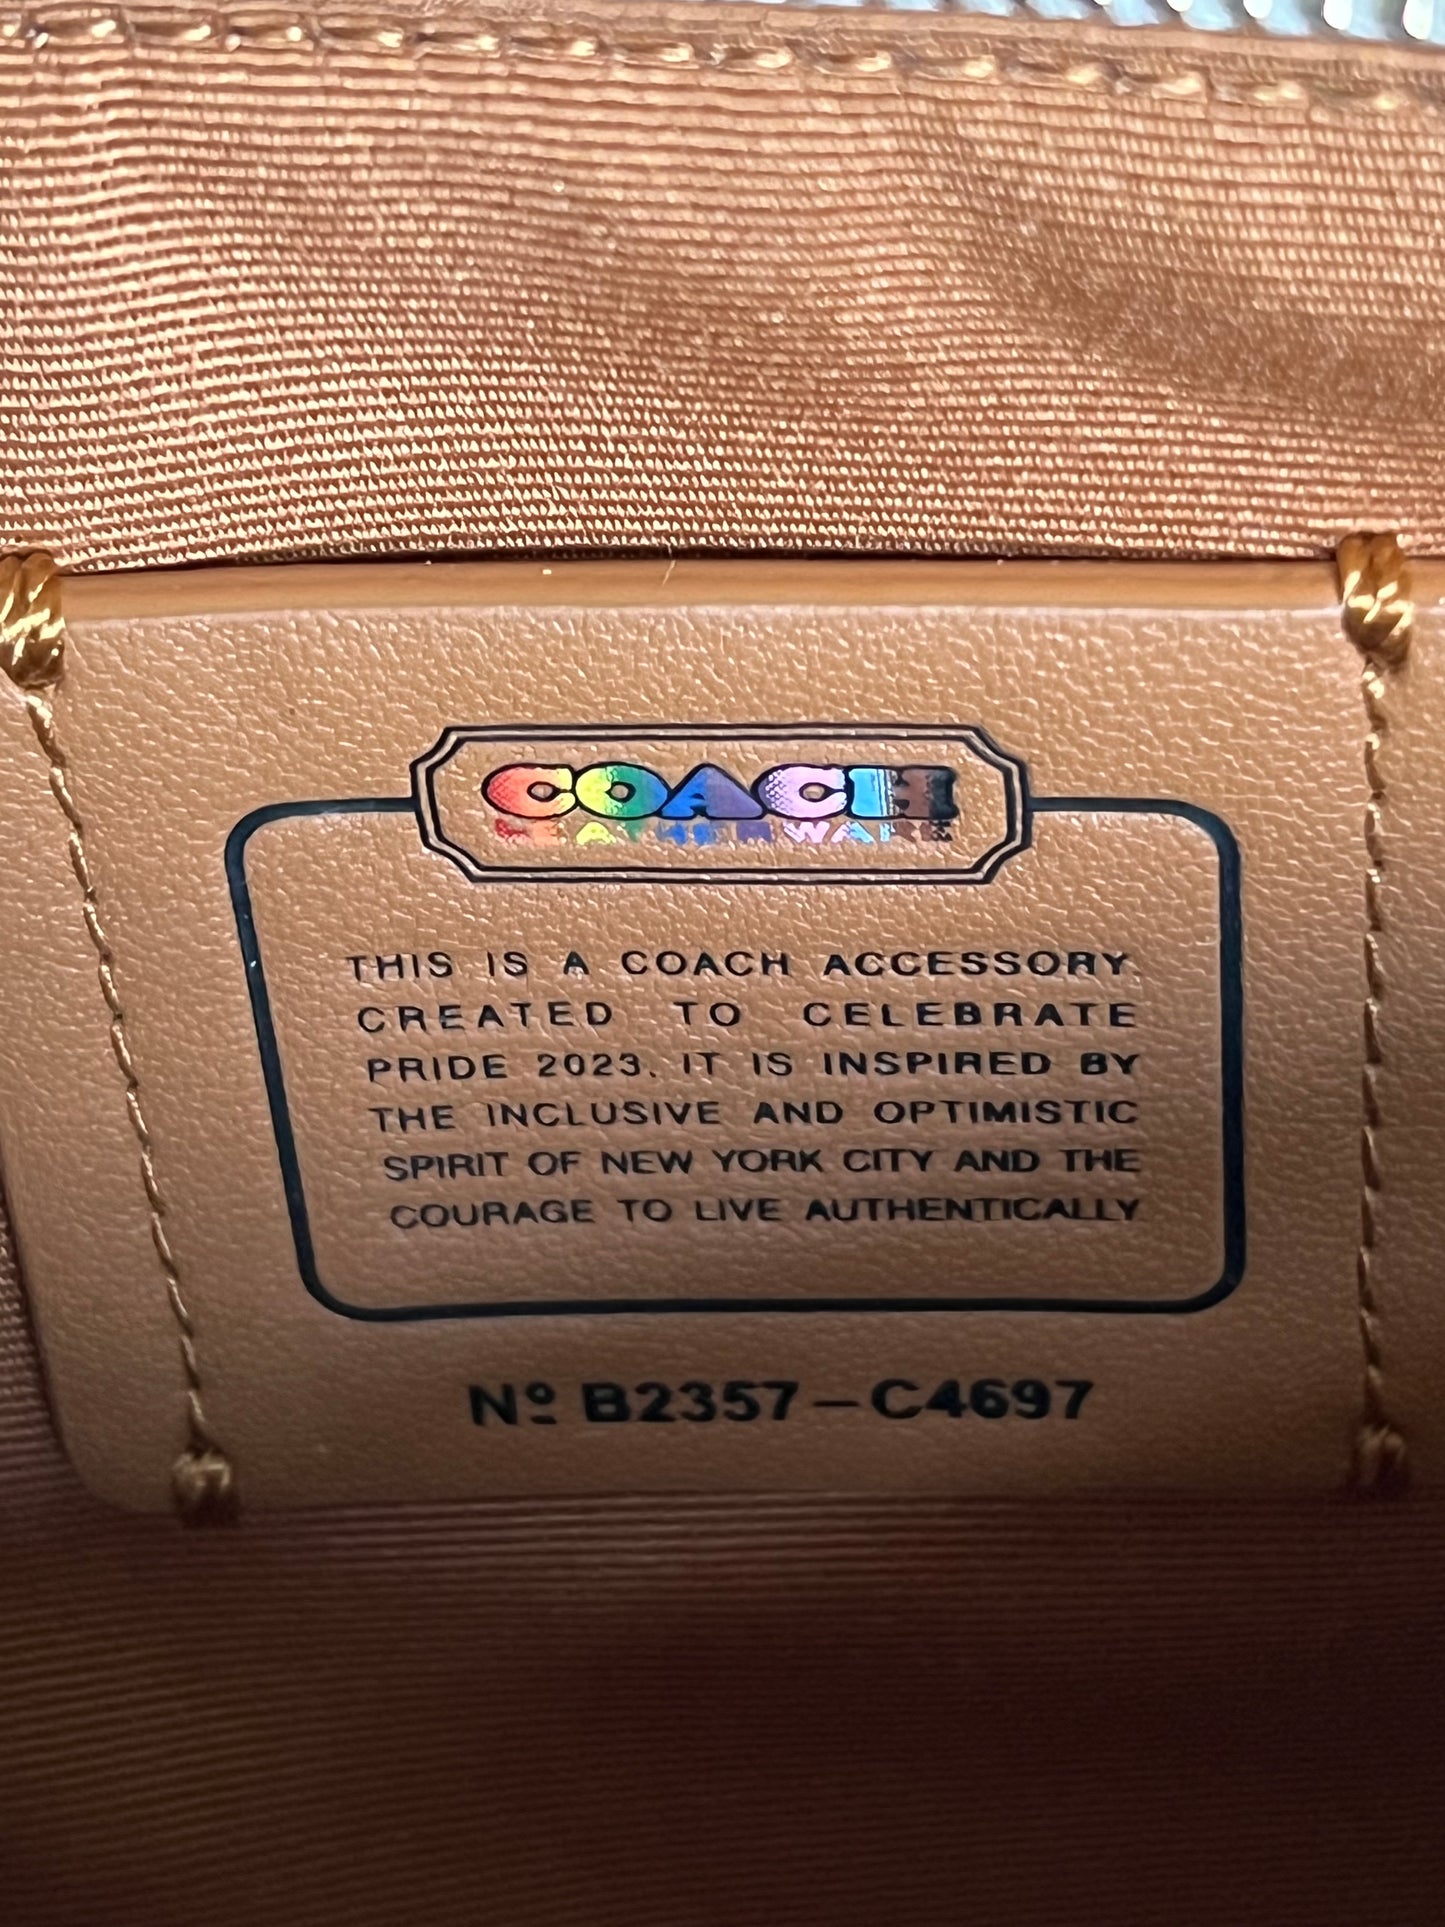 COACH
LEATHERWARE
THIS IS A COACH ACCESSORY
CREATED TO CELEBRATE
PRIDE 2023. IT IS INSPIRED BY
THE INCLUSIVE AND OPTIMISTIC
SPIRIT OF NEW YORK CITY AND THE
COURAGE TO LIVE AUTHENTICALLY
Nº B2357-C4697